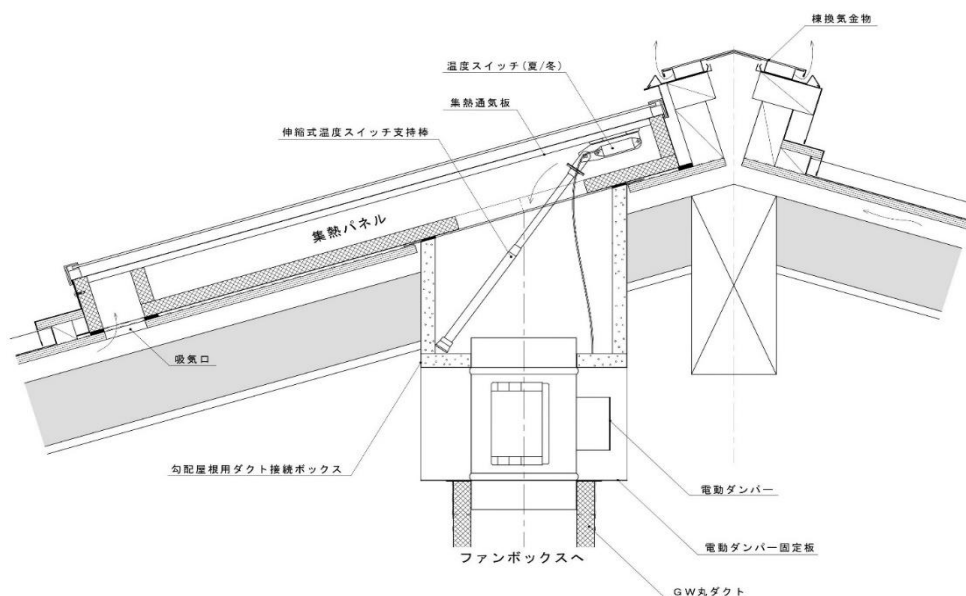 棟換気金物
温度スイッチ(夏/冬)
集熱通気板
伸縮式温度スイッチ支持棒
集熱パネル
吸気口
勾配屋根用ダクト接続ボックス
電動ダンパー
電動ダンパー固定板
ファンボックスへ
GW丸ダクト